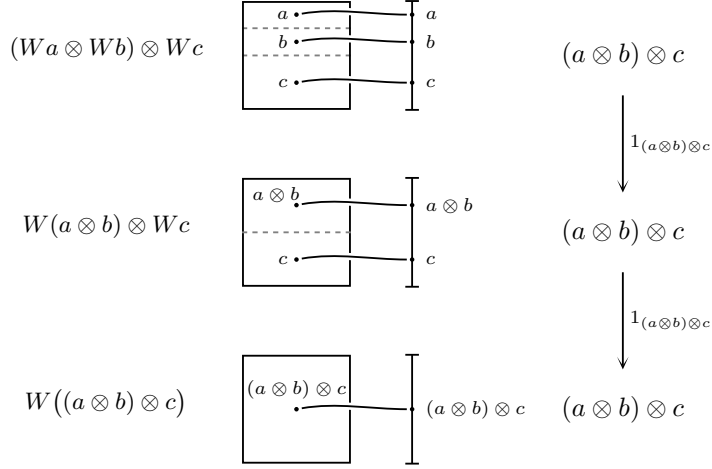 a a
(Wa ⊗ Wb) ⊗ Wc b b (a ⊗ b) ⊗ c
c c
1_{(a⊗b)⊗c}
a ⊗ b a ⊗ b
W(a ⊗ b) ⊗ Wc (a ⊗ b) ⊗ c
c c
1_{(a⊗b)⊗c}
(a ⊗ b) ⊗ c
W((a ⊗ b) ⊗ c) (a ⊗ b) ⊗ c (a ⊗ b) ⊗ c